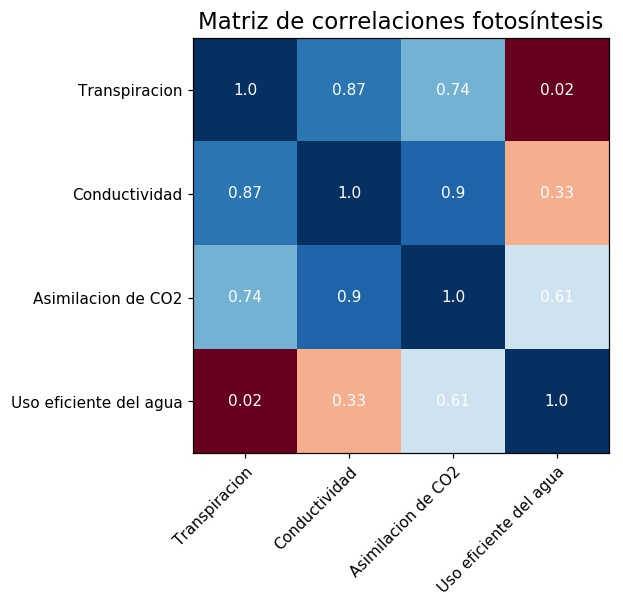 Matriz de correlaciones fotosíntesis
Transpiracion 1.0 0.87 0.74 0.02
Conductividad 0.87 1.0 0.9 0.33
Asimilacion de CO2 0.74 0.9 1.0 0.61
Uso eficiente del agua 0.02 0.33 0.61 1.0
Transpiracion
Conductividad
Asimilacion de CO2
Uso eficiente del agua